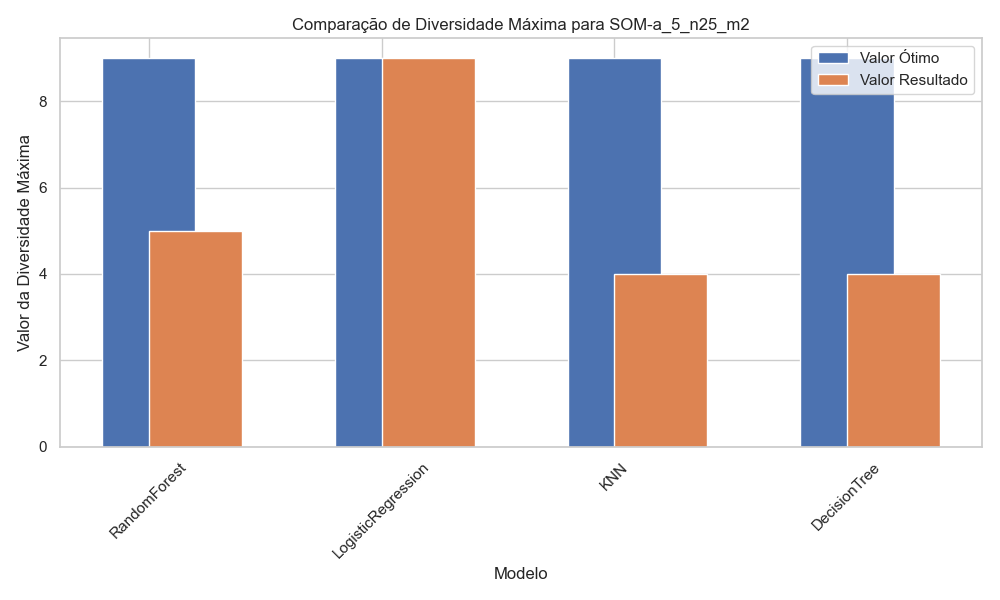 Comparação de Diversidade Máxima para SOM-a_5_n25_m2
Valor Ótimo
Valor Resultado
Valor da Diversidade Máxima
8
6
4
2
0
RandomForest
LogisticRegression
KNN
DecisionTree
Modelo